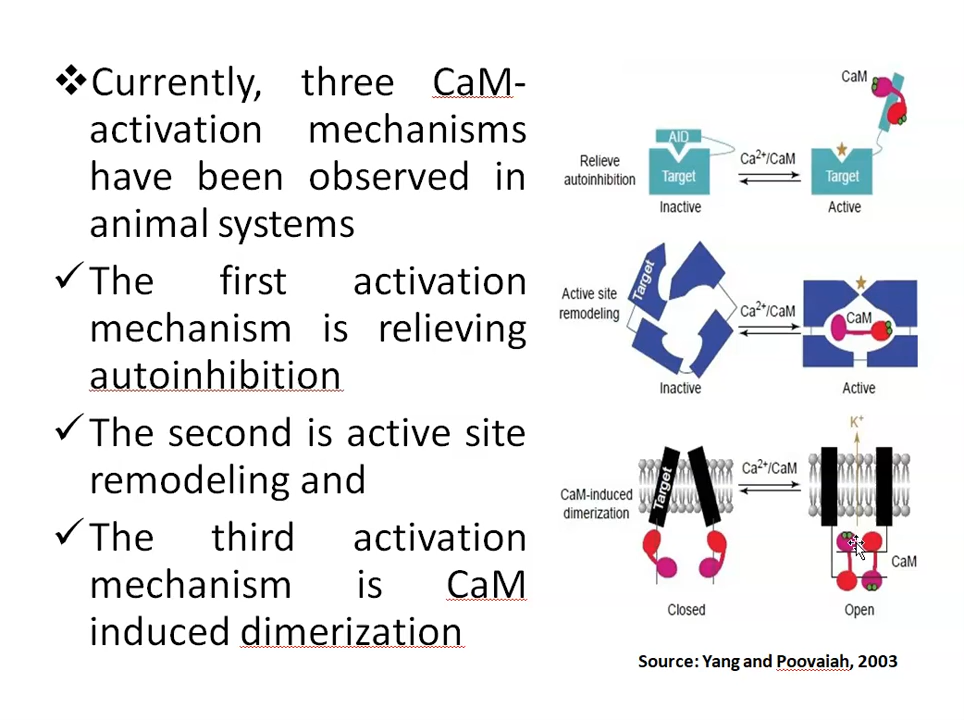 ❖Currently, three CaM-
activation mechanisms
have been observed in
animal systems
✓The first activation
mechanism is relieving
autoinhibition
✓The second is active site
remodeling and
✓The third activation
mechanism is CaM
induced dimerization
Relieve
autoinhibition
AID
Target
Inactive
Ca²⁺/CaM
CaM
Target
Active
Active site
remodeling
Target
Inactive
Ca²⁺/CaM
CaM
Active
CaM-induced
dimerization
Target
Closed
Ca²⁺/CaM
K⁺
CaM
Open
Source: Yang and Poovaiah, 2003